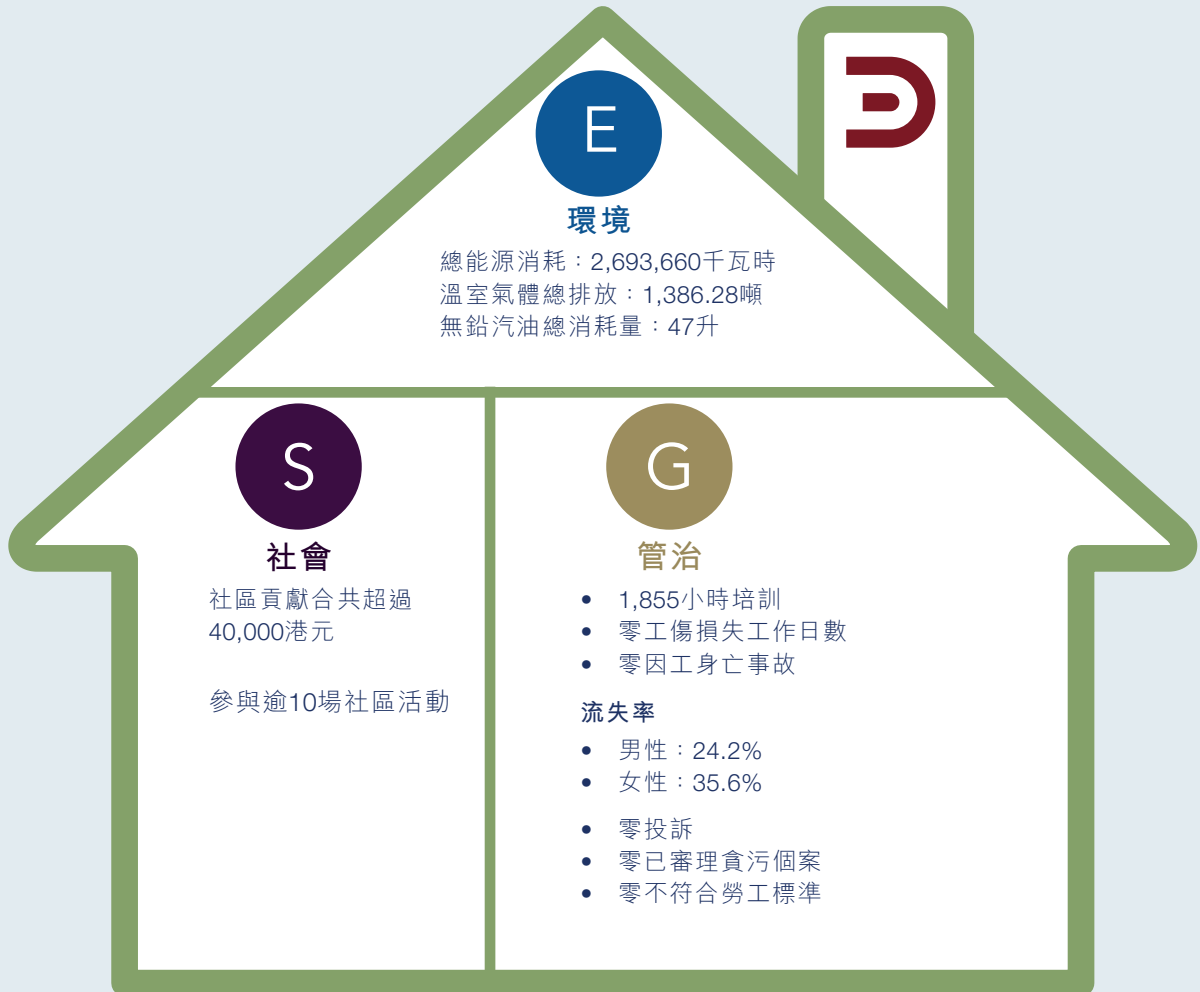 E
環境
總能源消耗：2,693,660千瓦時
溫室氣體總排放：1,386.28噸
無鉛汽油總消耗量：47升
S
社會
社區貢獻合共超過
40,000港元
參與逾10場社區活動
G
管治
• 1,855小時培訓
• 零工傷損失工作日數
• 零因工身亡事故
流失率
• 男性：24.2%
• 女性：35.6%
• 零投訴
• 零已審理貪污個案
• 零不符合勞工標準